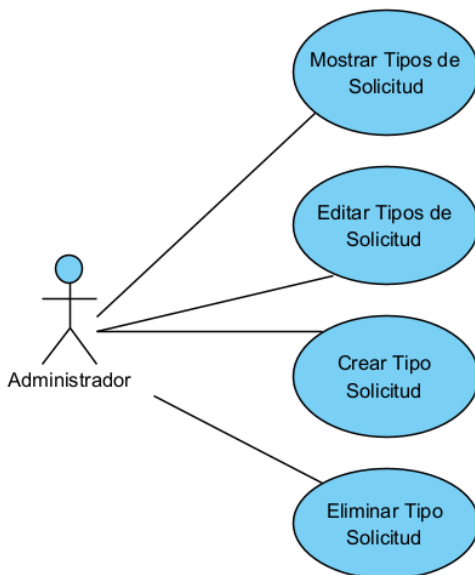 Mostrar Tipos de
Solicitud
Editar Tipos de
Solicitud
Administrador
Crear Tipo
Solicitud
Eliminar Tipo
Solicitud